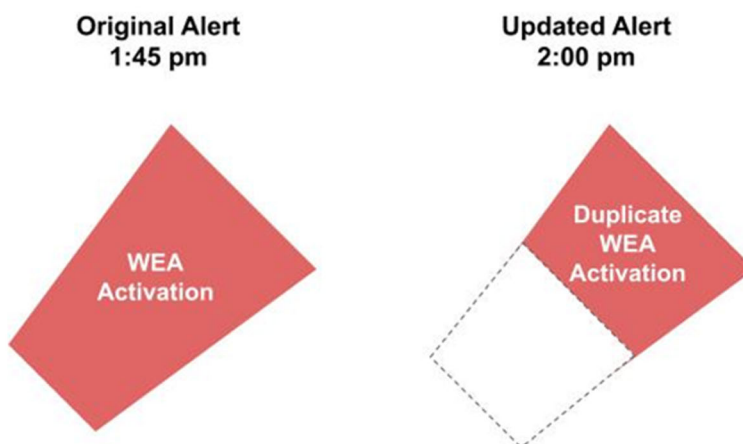 Original Alert
1:45 pm
Updated Alert
2:00 pm
WEA
Activation
Duplicate
WEA
Activation